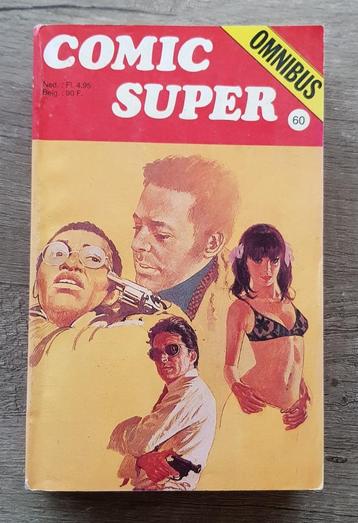 COMIC
SUPER
OMNIBUS
Ned. : Fl. 4.95
Belg. : 90 F.
60